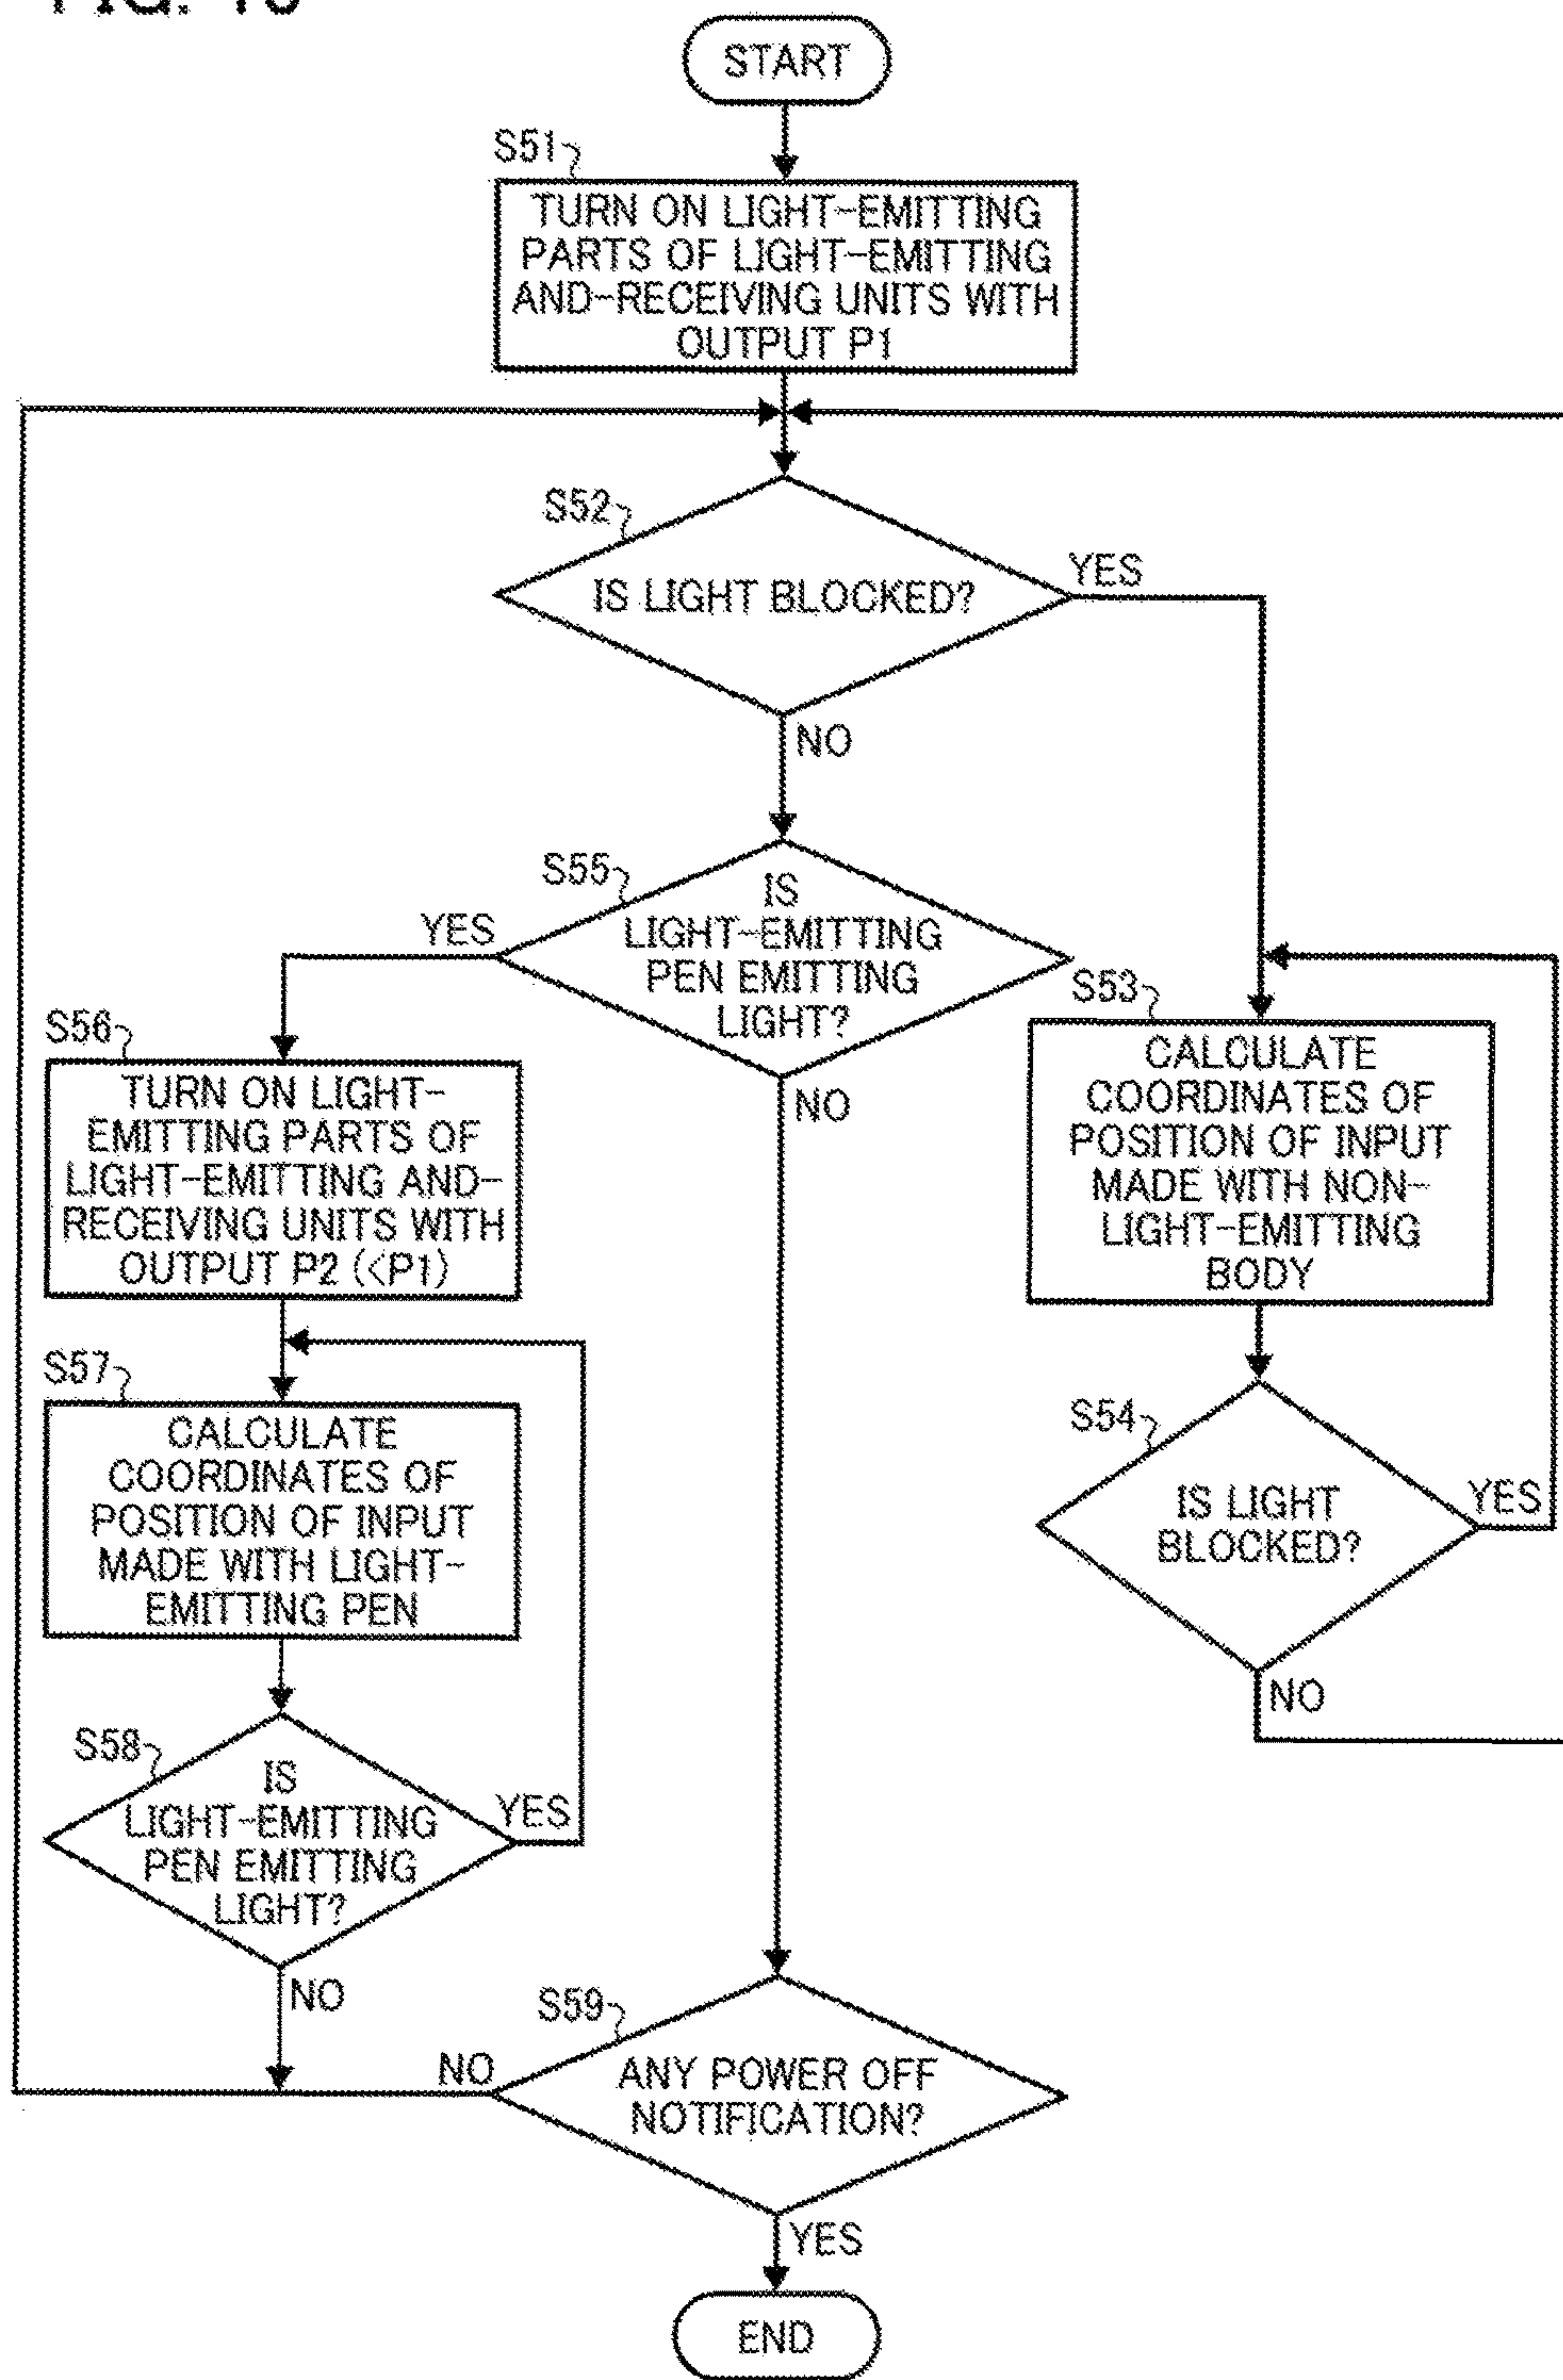 START
S51
TURN ON LIGHT-EMITTING
PARTS OF LIGHT-EMITTING
AND-RECEIVING UNITS WITH
OUTPUT P1
S52
IS LIGHT BLOCKED?
YES
NO
S55
IS
LIGHT-EMITTING
PEN EMITTING
LIGHT?
YES
NO
S53
CALCULATE
COORDINATES OF
POSITION OF INPUT
MADE WITH NON-
LIGHT-EMITTING
BODY
S56
TURN ON LIGHT-
EMITTING PARTS OF
LIGHT-EMITTING AND-
RECEIVING UNITS WITH
OUTPUT P2 (<P1)
S57
CALCULATE
COORDINATES OF
POSITION OF INPUT
MADE WITH LIGHT-
EMITTING PEN
S54
IS LIGHT
BLOCKED?
YES
NO
S58
IS
LIGHT-EMITTING
PEN EMITTING
LIGHT?
YES
NO
S59
ANY POWER OFF
NOTIFICATION?
NO
YES
END